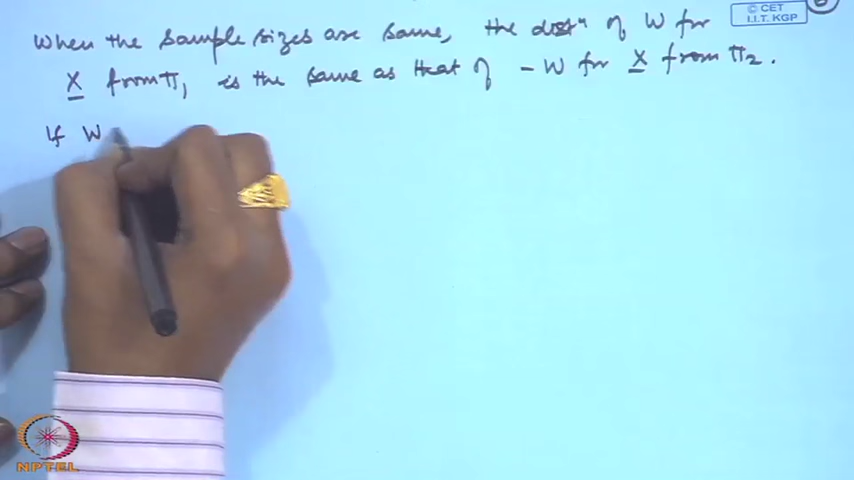 © CET
I.I.T. KGP
When the sample sizes are same, the distⁿ of W for
X from π₁ is the same as that of - W for X from π₂.
If W
NPTEL